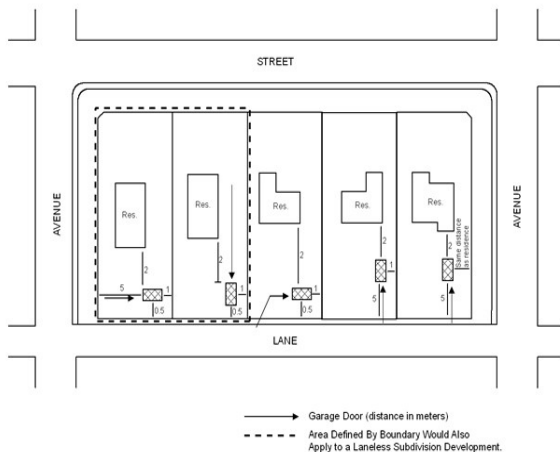 STREET
AVENUE
AVENUE
Res.
Res.
Res.
Res.
Res.
Same distance
as residence
2
2
2
2
2
5
1
1
1
1
0.5
0.5
0.5
5
5
LANE
Garage Door (distance in meters)
Area Defined By Boundary Would Also
Apply to a Laneless Subdivision Development.